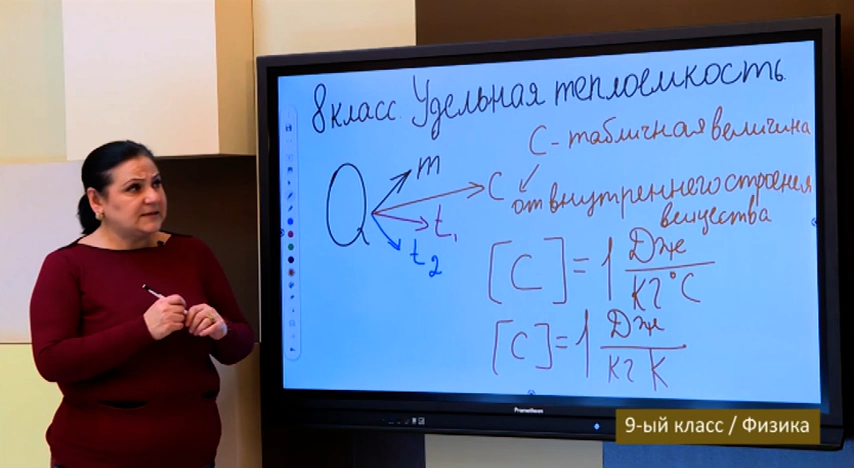 8 класс. Удельная теплоемкость.
C - табличная величина
Q m C t₁ t₂
от внутреннего строения
вещества
[C] = 1 Дж / кг °C
[C] = 1 Дж / кг K
Promethean
9-ый класс / Физика